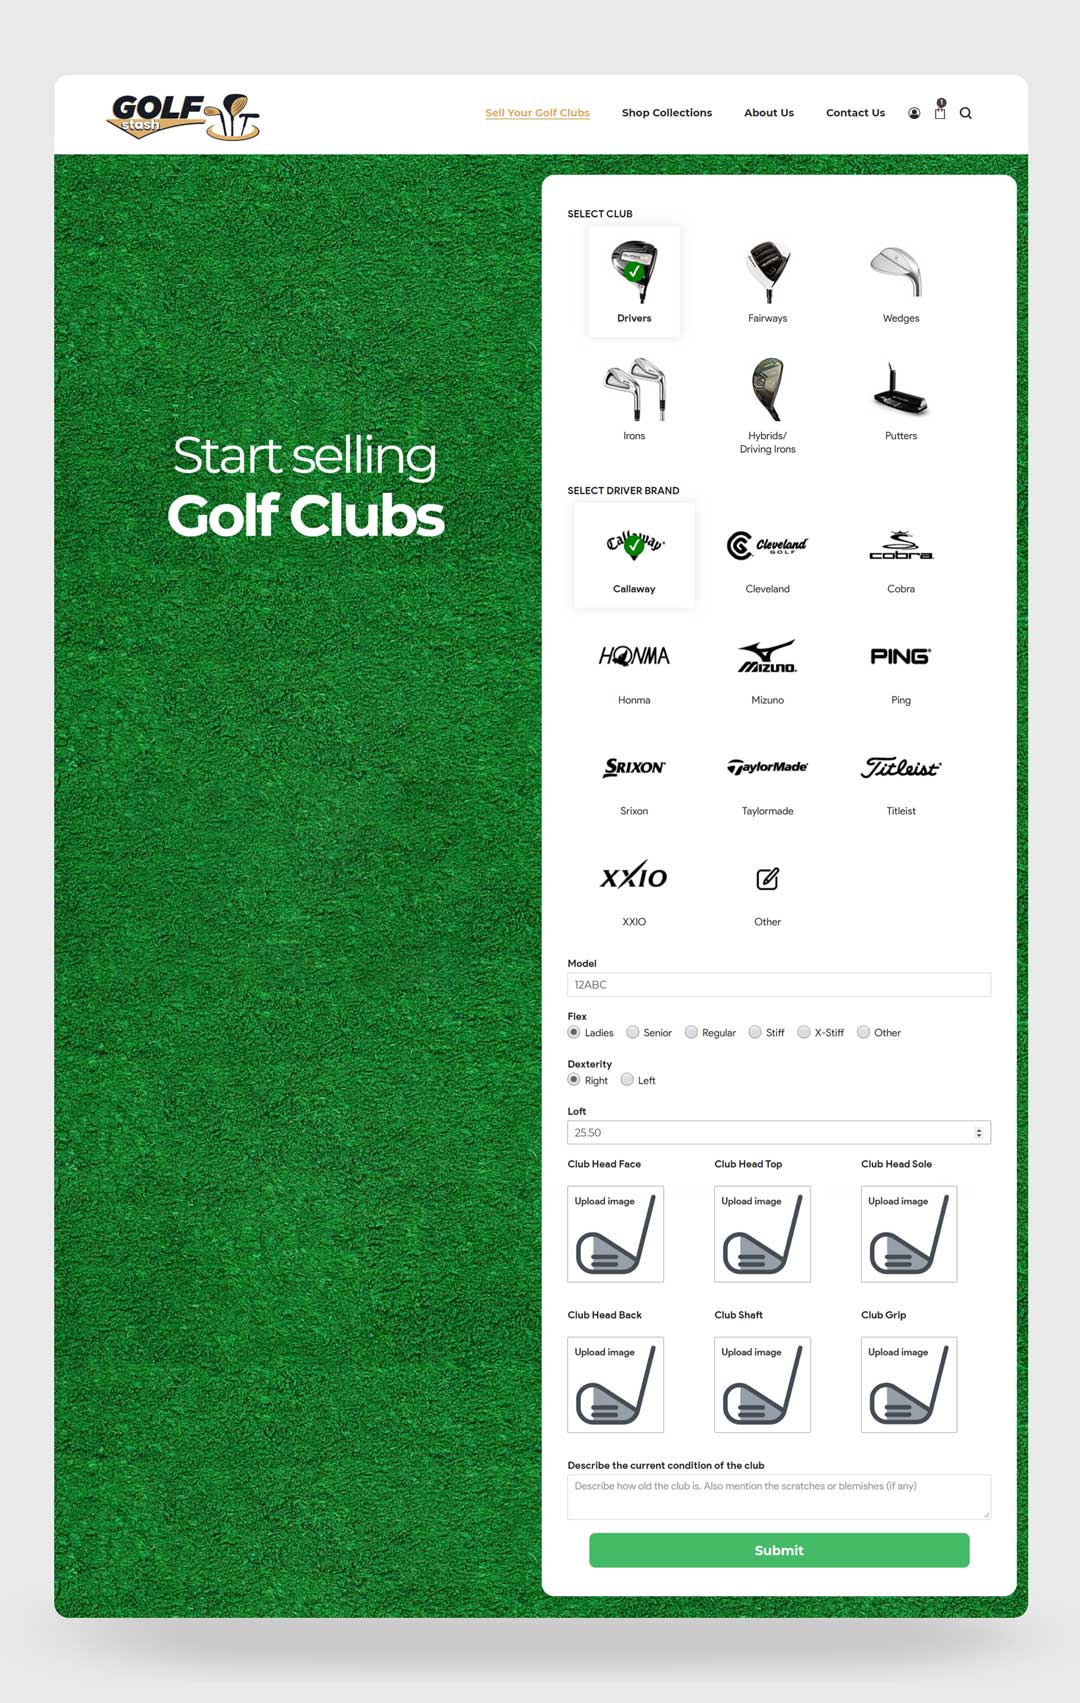 GOLF
stash
Sell Your Golf Clubs
Shop Collections
About Us
Contact Us
1
Start selling
Golf Clubs
SELECT CLUB
Drivers
Fairways
Wedges
Irons
Hybrids/
Driving Irons
Putters
SELECT DRIVER BRAND
Callaway
Cleveland
GOLF
cobra
Callaway
Cleveland
Cobra
HONMA
MIZUNO
PING
Honma
Mizuno
Ping
SRIXON
TaylorMade
Titleist
Srixon
Taylormade
Titleist
XXIO
XXIO
Other
Model
12ABC
Flex
Ladies
Senior
Regular
Stiff
X-Stiff
Other
Dexterity
Right
Left
Loft
25.50
Club Head Face
Club Head Top
Club Head Sole
Upload image
Upload image
Upload image
Club Head Back
Club Shaft
Club Grip
Upload image
Upload image
Upload image
Describe the current condition of the club
Describe how old the club is. Also mention the scratches or blemishes (if any)
Submit